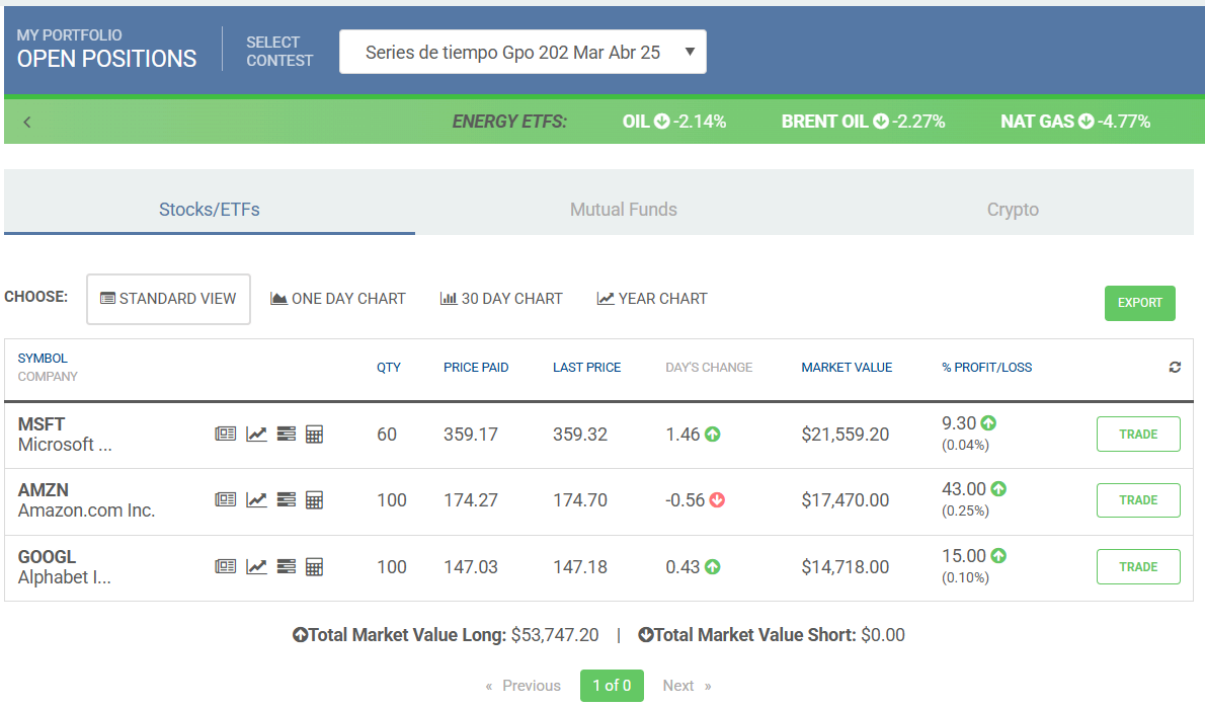 MY PORTFOLIO
OPEN POSITIONS
SELECT
CONTEST
Series de tiempo Gpo 202 Mar Abr 25
ENERGY ETFS: OIL -2.14% BRENT OIL -2.27% NAT GAS -4.77%
Stocks/ETFs Mutual Funds Crypto
CHOOSE: STANDARD VIEW ONE DAY CHART 30 DAY CHART YEAR CHART EXPORT
SYMBOL
COMPANY
QTY PRICE PAID LAST PRICE DAY'S CHANGE MARKET VALUE % PROFIT/LOSS
MSFT
Microsoft ...
60 359.17 359.32 1.46 $21,559.20 9.30
(0.04%)
TRADE
AMZN
Amazon.com Inc.
100 174.27 174.70 -0.56 $17,470.00 43.00
(0.25%)
TRADE
GOOGL
Alphabet I...
100 147.03 147.18 0.43 $14,718.00 15.00
(0.10%)
TRADE
Total Market Value Long: $53,747.20 | Total Market Value Short: $0.00
« Previous 1 of 0 Next »